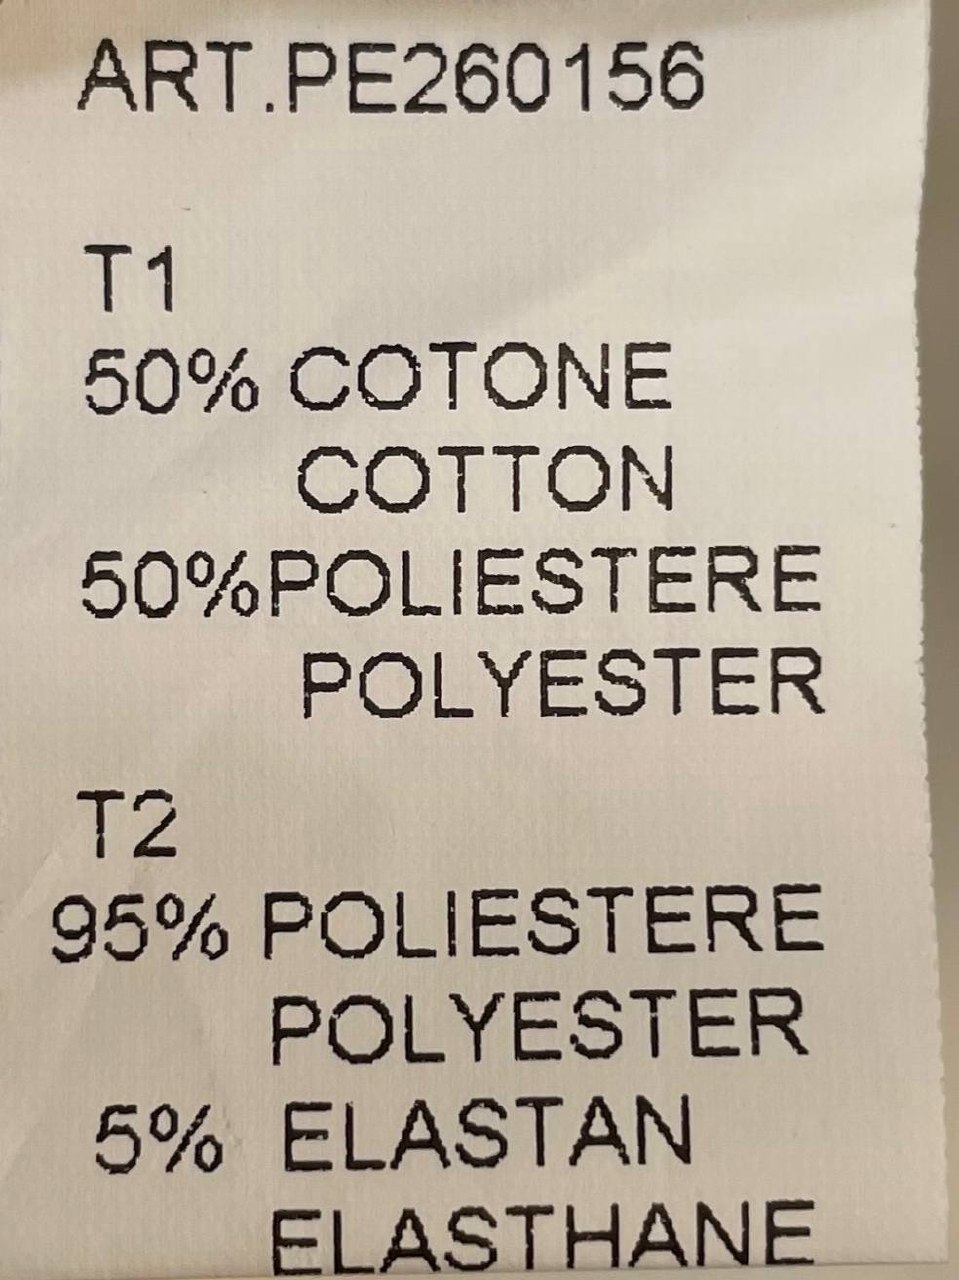 ART.PE260156
T1
50% COTONE
COTTON
50%POLIESTERE
POLYESTER
T2
95% POLIESTERE
POLYESTER
5% ELASTAN
ELASTHANE